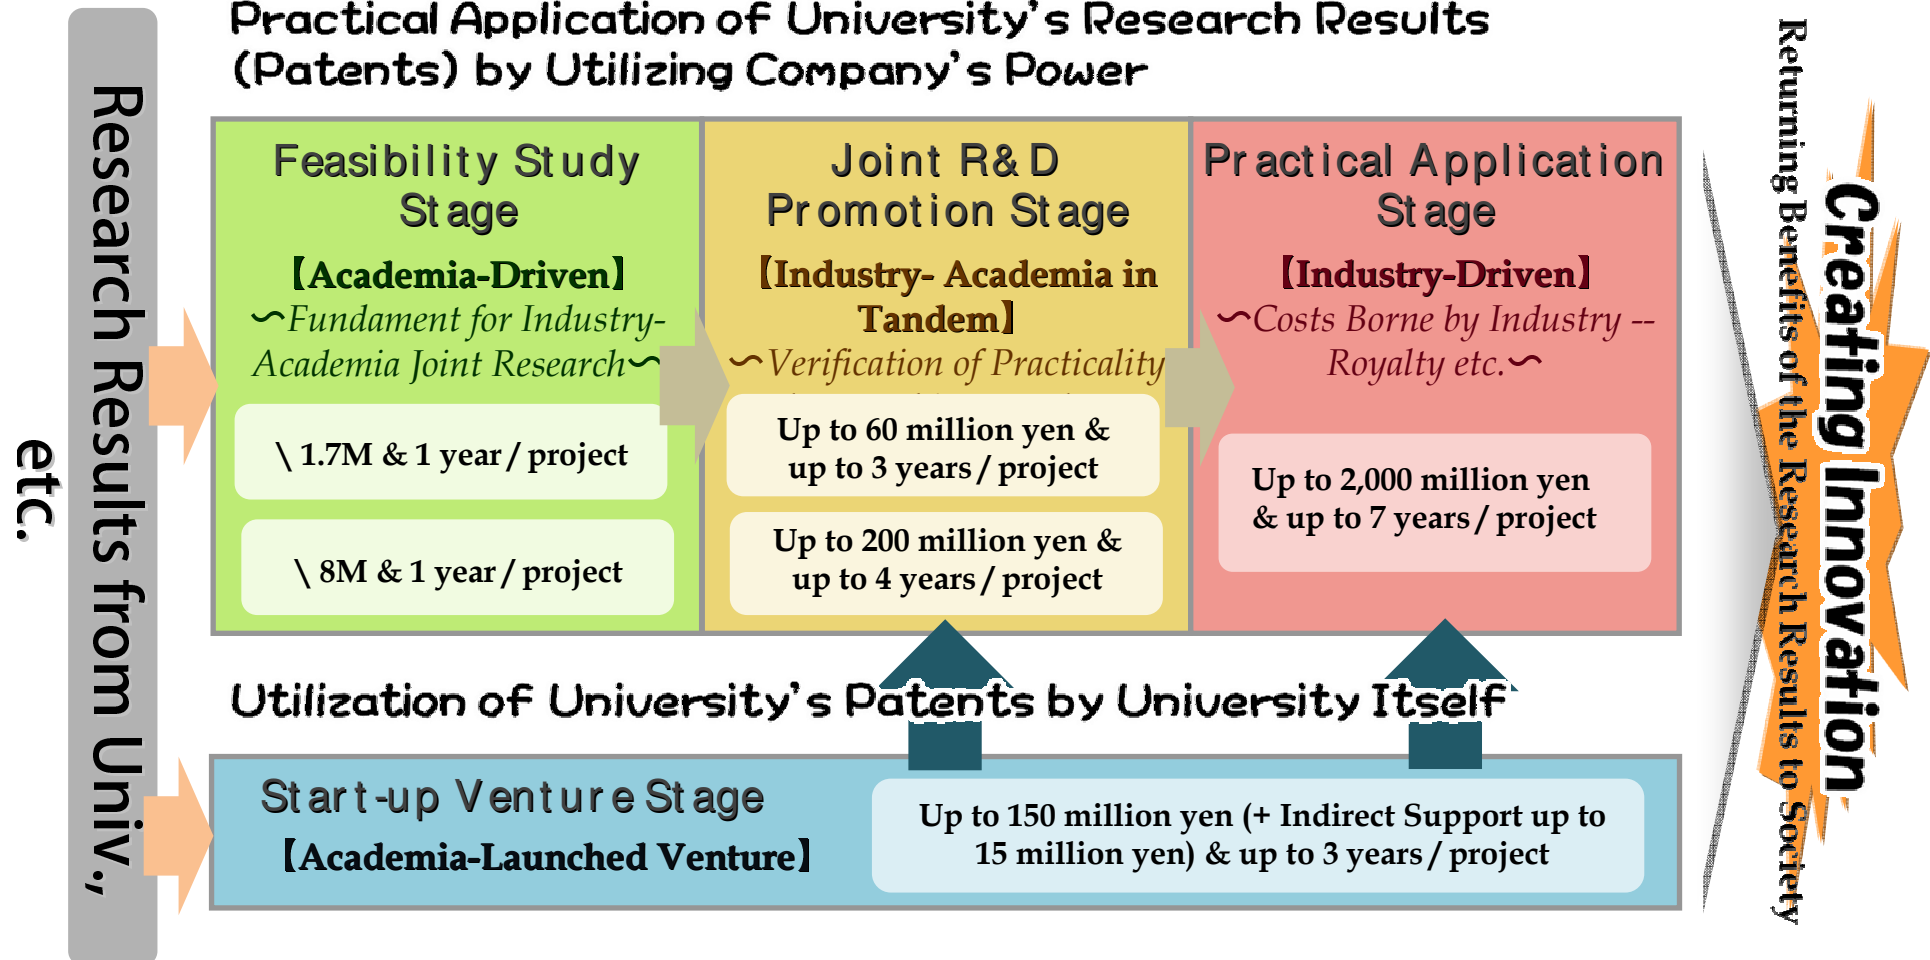 Practical Application of University's Research Results
(Patents) by Utilizing Company's Power
Research Results from Univ.,
etc.
Feasibility Study
Stage
【Academia-Driven】
〜Fundament for Industry-
Academia Joint Research〜
\ 1.7M & 1 year / project
\ 8M & 1 year / project
Joint R&D
Promotion Stage
【Industry- Academia in
Tandem】
〜Verification of Practicality
Up to 60 million yen &
up to 3 years / project
Up to 200 million yen &
up to 4 years / project
Practical Application
Stage
【Industry-Driven】
〜Costs Borne by Industry --
Royalty etc.〜
Up to 2,000 million yen
& up to 7 years / project
Utilization of University's Patents by University Itself
Start-up Venture Stage
【Academia-Launched Venture】
Up to 150 million yen (+ Indirect Support up to
15 million yen) & up to 3 years / project
Creating Innovation
Returning Benefits of the Research Results to Society